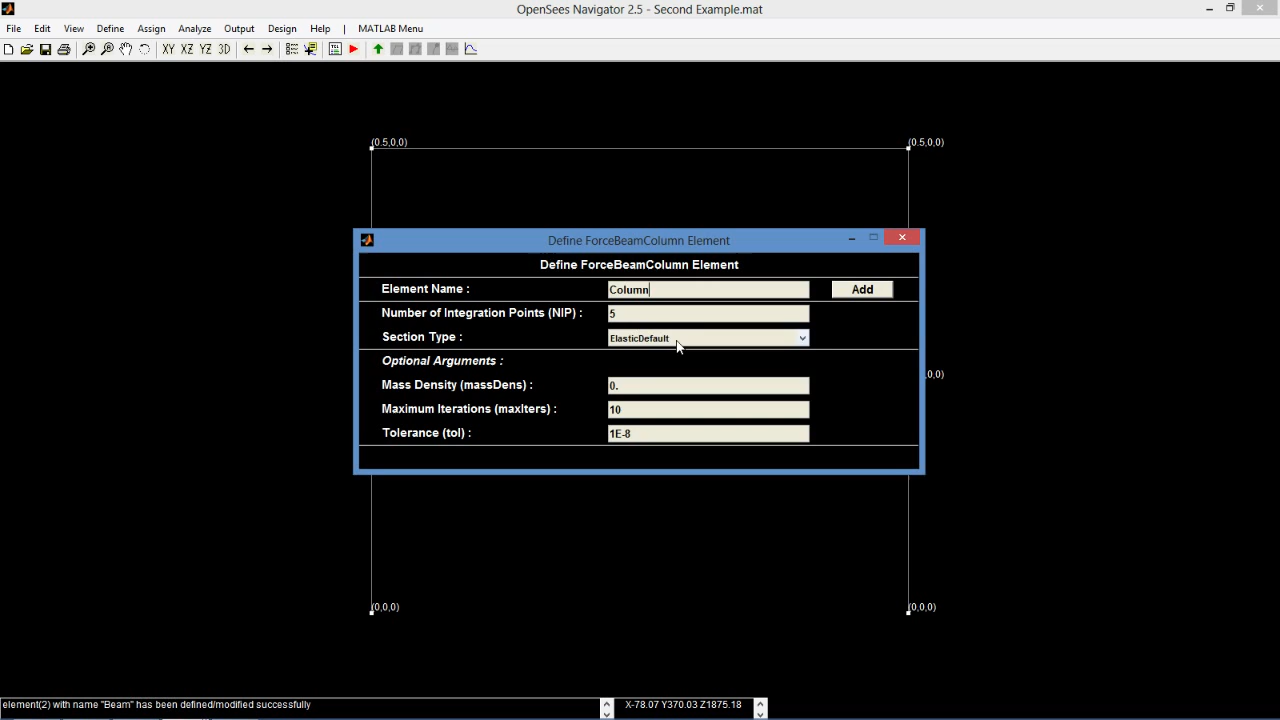 OpenSees Navigator 2.5 - Second Example.mat
File Edit View Define Assign Analyze Output Design Help | MATLAB Menu
XY XZ YZ 3D
(0.5,0,0) (0.5,0,0)
Define ForceBeamColumn Element
Define ForceBeamColumn Element
Element Name : Column Add
Number of Integration Points (NIP) : 5
Section Type : ElasticDefault
Optional Arguments :
,0,0)
Mass Density (massDens) : 0.
Maximum Iterations (maxIters) : 10
Tolerance (tol) : 1E-8
(0,0,0) (0,0,0)
element(2) with name "Beam" has been defined/modified successfully X-78.07 Y370.03 Z1875.18